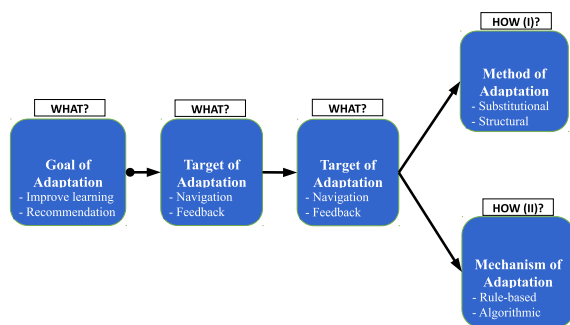 WHAT?
Goal of
Adaptation
- Improve learning
- Recommendation
WHAT?
Target of
Adaptation
- Navigation
- Feedback
WHAT?
Target of
Adaptation
- Navigation
- Feedback
HOW (I)?
Method of
Adaptation
- Substitutional
- Structural
HOW (II)?
Mechanism of
Adaptation
- Rule-based
- Algorithmic